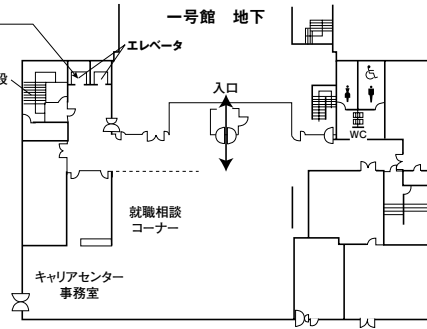 一号館 地下
エレベータ
段
入口
WC
就職相談
コーナー
キャリアセンター
事務室